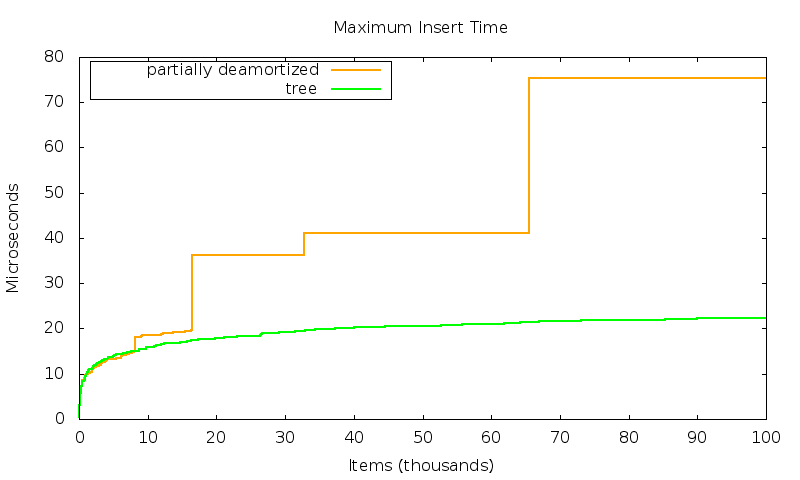 Maximum Insert Time
80
70
60
50
40
30
20
10
0
Microseconds
partially deamortized
tree
0 10 20 30 40 50 60 70 80 90 100
Items (thousands)